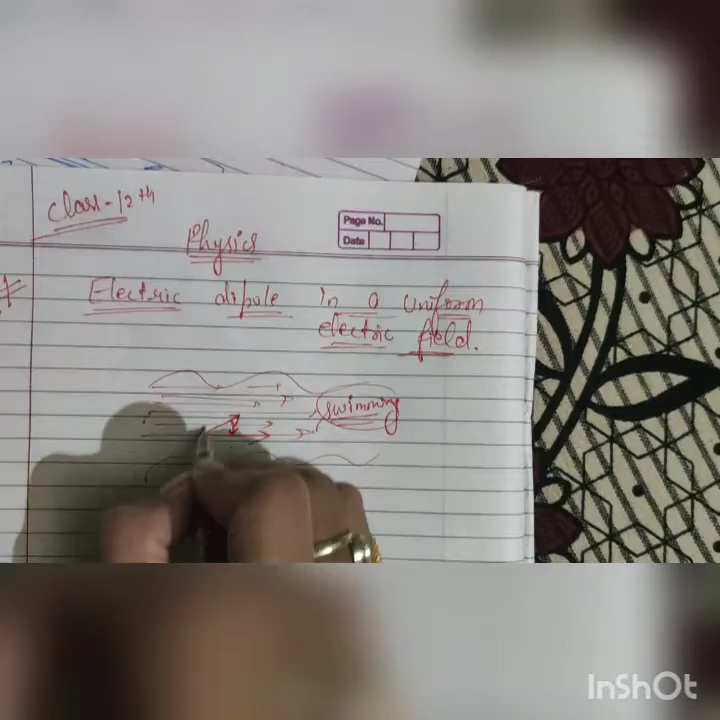 Class-12th
Page No.
Date
Physics
Electric dipole in a uniform
electric field.
swimming
InShOt